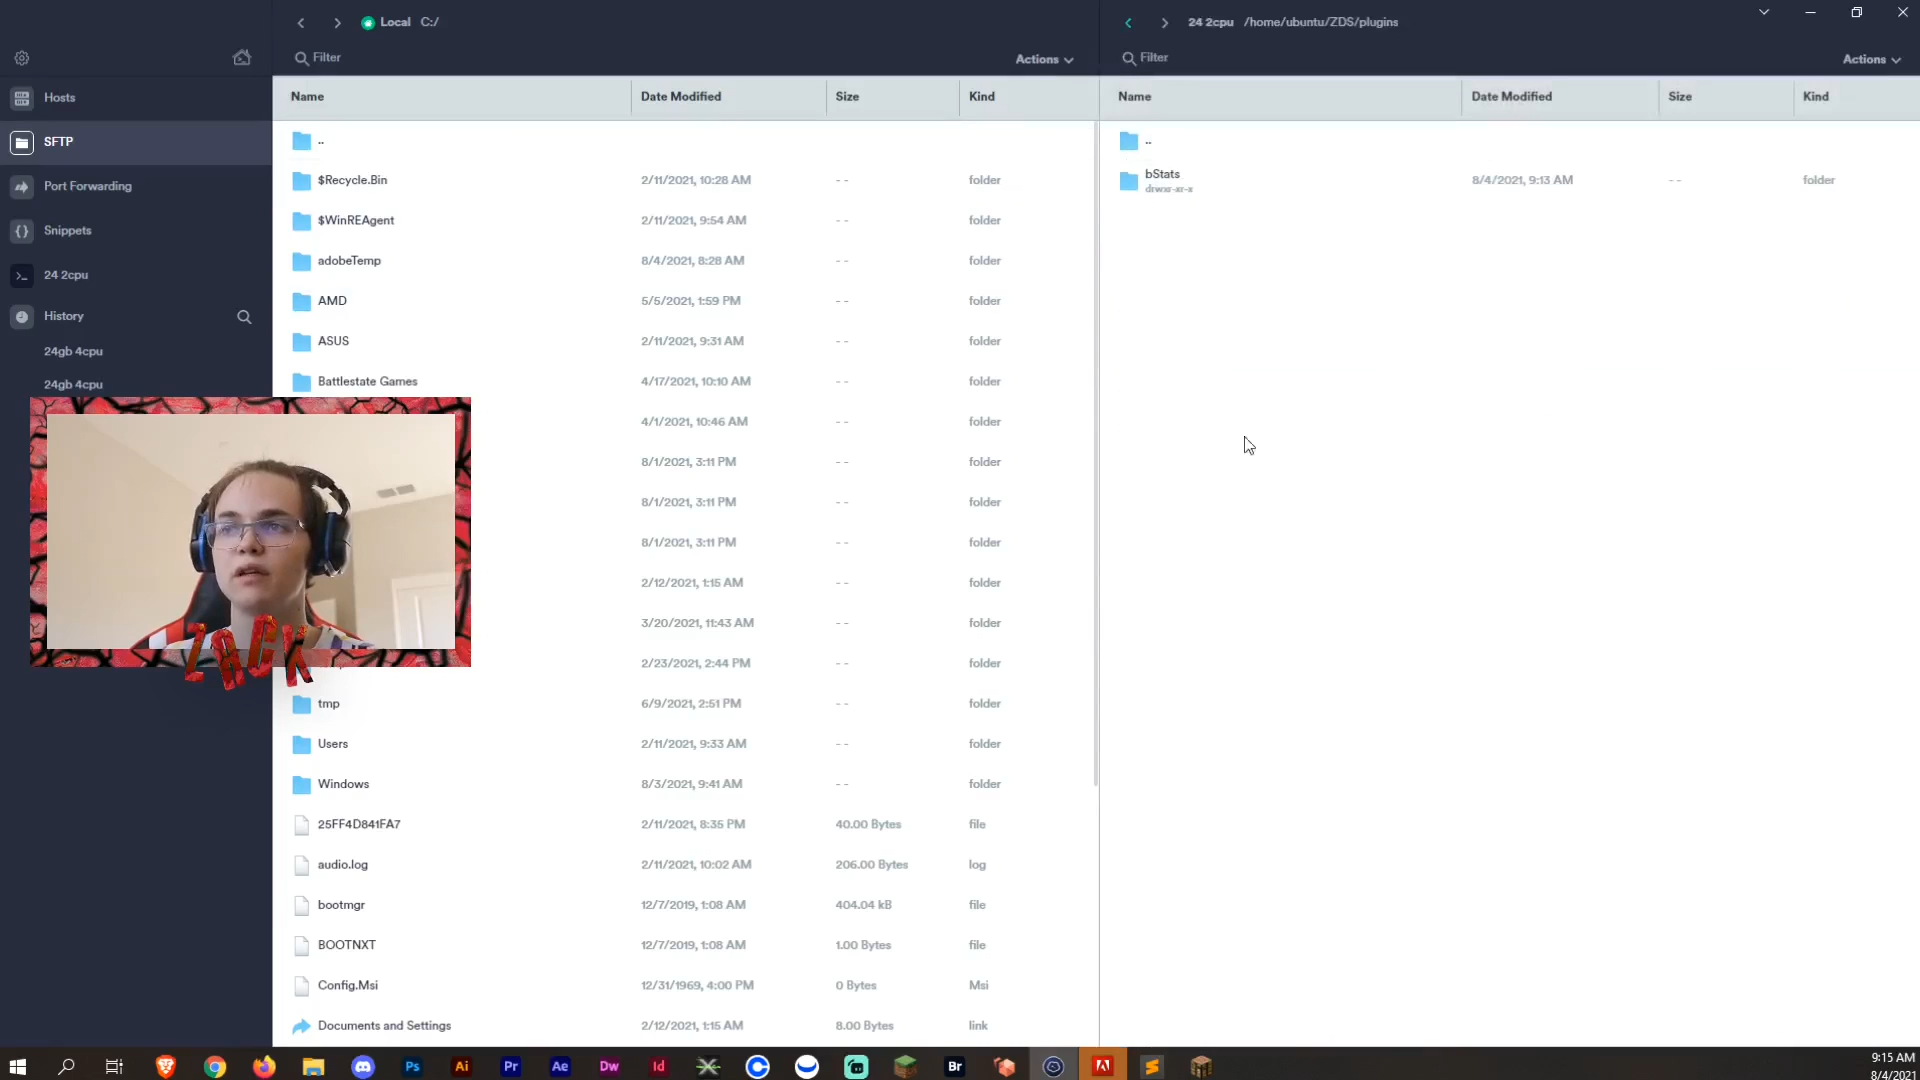 Local C:/
24 2cpu /home/ubuntu/ZDS/plugins
Filter
Actions
Filter
Actions
Hosts
SFTP
Port Forwarding
Snippets
24 2cpu
History
24gb 4cpu
24gb 4cpu
Name Date Modified Size Kind
..
$Recycle.Bin 2/11/2021, 10:28 AM - - folder
$WinREAgent 2/11/2021, 9:54 AM - - folder
adobeTemp 8/4/2021, 8:28 AM - - folder
AMD 5/5/2021, 1:59 PM - - folder
ASUS 2/11/2021, 9:31 AM - - folder
Battlestate Games 4/17/2021, 10:10 AM - - folder
4/1/2021, 10:46 AM - - folder
8/1/2021, 3:11 PM - - folder
8/1/2021, 3:11 PM - - folder
8/1/2021, 3:11 PM - - folder
2/12/2021, 1:15 AM - - folder
3/20/2021, 11:43 AM - - folder
2/23/2021, 2:44 PM - - folder
tmp 6/9/2021, 2:51 PM - - folder
Users 2/11/2021, 9:33 AM - - folder
Windows 8/3/2021, 9:41 AM - - folder
25FF4D841FA7 2/11/2021, 8:35 PM 40.00 Bytes file
audio.log 2/11/2021, 10:02 AM 206.00 Bytes log
bootmgr 12/7/2019, 1:08 AM 404.04 kB file
BOOTNXT 12/7/2019, 1:08 AM 1.00 Bytes file
Config.Msi 12/31/1969, 4:00 PM 0 Bytes Msi
Documents and Settings 2/12/2021, 1:15 AM 8.00 Bytes link
Name Date Modified Size Kind
..
bStats 8/4/2021, 9:13 AM - - folder
drwxr-xr-x
ZACK
Ps Ai Pr Ae Dw Id Br
9:15 AM
8/4/2021